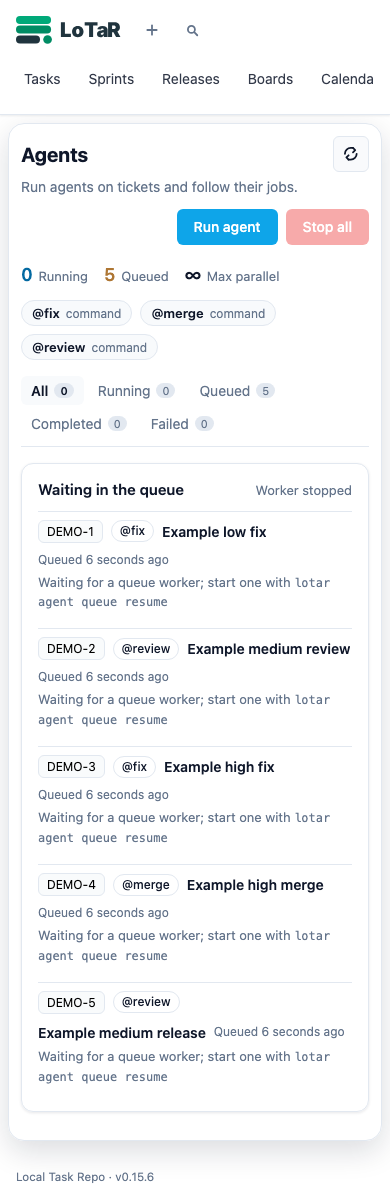 LoTaR
Tasks Sprints Releases Boards Calenda
Agents
Run agents on tickets and follow their jobs.
Run agent Stop all
0 Running 5 Queued ∞ Max parallel
@fix command @merge command
@review command
All 0 Running 0 Queued 5
Completed 0 Failed 0
Waiting in the queue Worker stopped
DEMO-1 @fix Example low fix
Queued 6 seconds ago
Waiting for a queue worker; start one with lotar
agent queue resume
DEMO-2 @review Example medium review
Queued 6 seconds ago
Waiting for a queue worker; start one with lotar
agent queue resume
DEMO-3 @fix Example high fix
Queued 6 seconds ago
Waiting for a queue worker; start one with lotar
agent queue resume
DEMO-4 @merge Example high merge
Queued 6 seconds ago
Waiting for a queue worker; start one with lotar
agent queue resume
DEMO-5 @review
Example medium release Queued 6 seconds ago
Waiting for a queue worker; start one with lotar
agent queue resume
Local Task Repo · v0.15.6